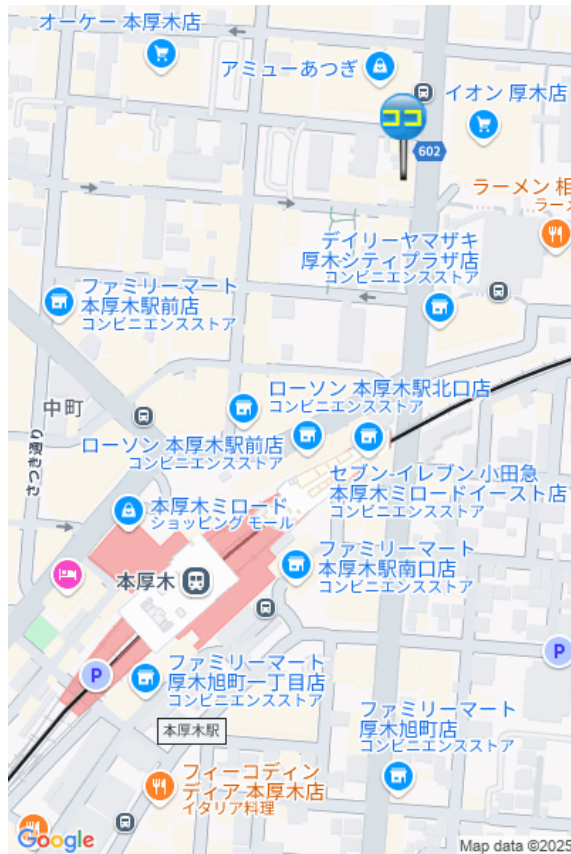 オーケー 本厚木店
アミューあつぎ
イオン 厚木店
ココ
602
ラーメン 相
ラーメ
デイリーヤマザキ
厚木シティプラザ店
コンビニエンスストア
ファミリーマート
本厚木駅前店
コンビニエンスストア
中町
ローソン 本厚木駅北口店
コンビニエンスストア
ローソン 本厚木駅前店
コンビニエンスストア
さつき通り
セブン-イレブン 小田急
本厚木ミロードイースト店
コンビニエンスストア
本厚木ミロード
ショッピング モール
ファミリーマート
本厚木駅南口店
コンビニエンスストア
本厚木
P
P
ファミリーマート
厚木旭町一丁目店
コンビニエンスストア
本厚木駅
ファミリーマート
厚木旭町店
コンビニエンスストア
フィーコディン
ディア 本厚木店
イタリア料理
Google
Map data ©2025